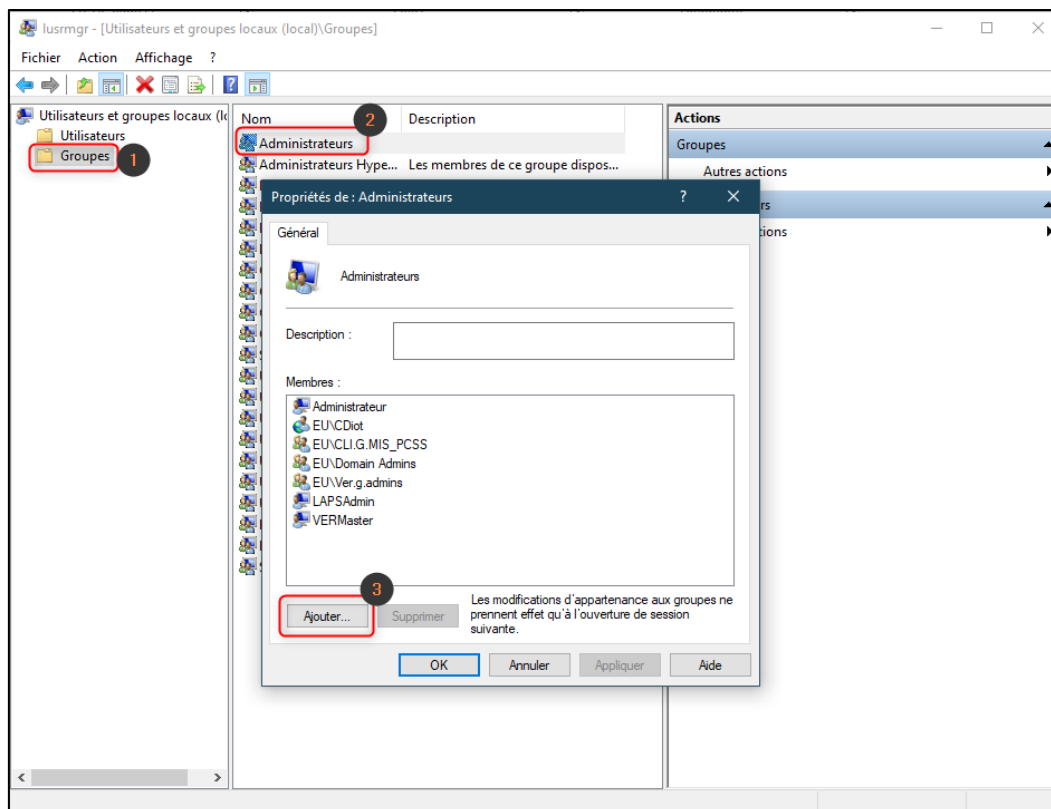 lusrmgr - [Utilisateurs et groupes locaux (local)\Groupes]
Fichier Action Affichage ?
Utilisateurs et groupes locaux (l
Utilisateurs
Groupes
1
Nom Description
2
Administrateurs
Administrateurs Hype... Les membres de ce groupe dispos...
Actions
Groupes
Autres actions
rs
tions
Propriétés de : Administrateurs ?
Général
Administrateurs
Description :
Membres :
Administrateur
EU\CDiot
EU\CLI.G.MIS_PCSS
EU\Domain Admins
EU\Ver.g.admins
LAPSAdmin
VERMaster
3
Ajouter... Supprimer
Les modifications d'appartenance aux groupes ne
prennent effet qu'à l'ouverture de session
suivante.
OK Annuler Appliquer Aide